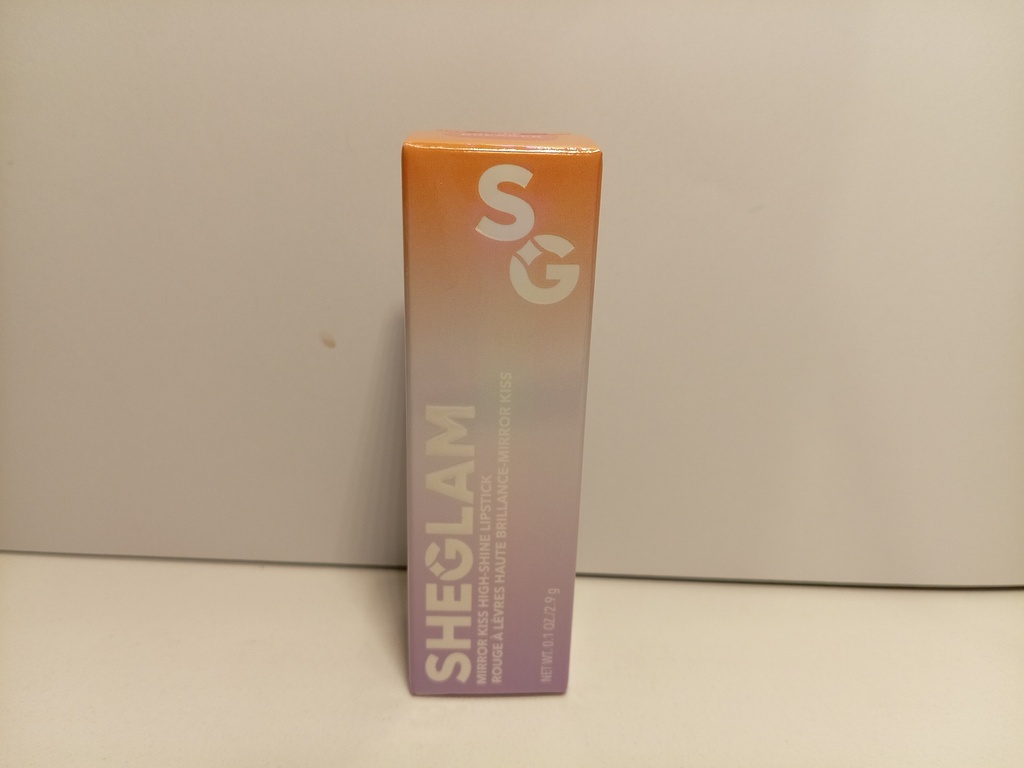 S
G
SHEGLAM
MIRROR KISS HIGH-SHINE LIPSTICK
ROUGE À LÈVRES HAUTE BRILLANCE-MIRROR KISS
NET WT. 0.1 OZ/2.9 g